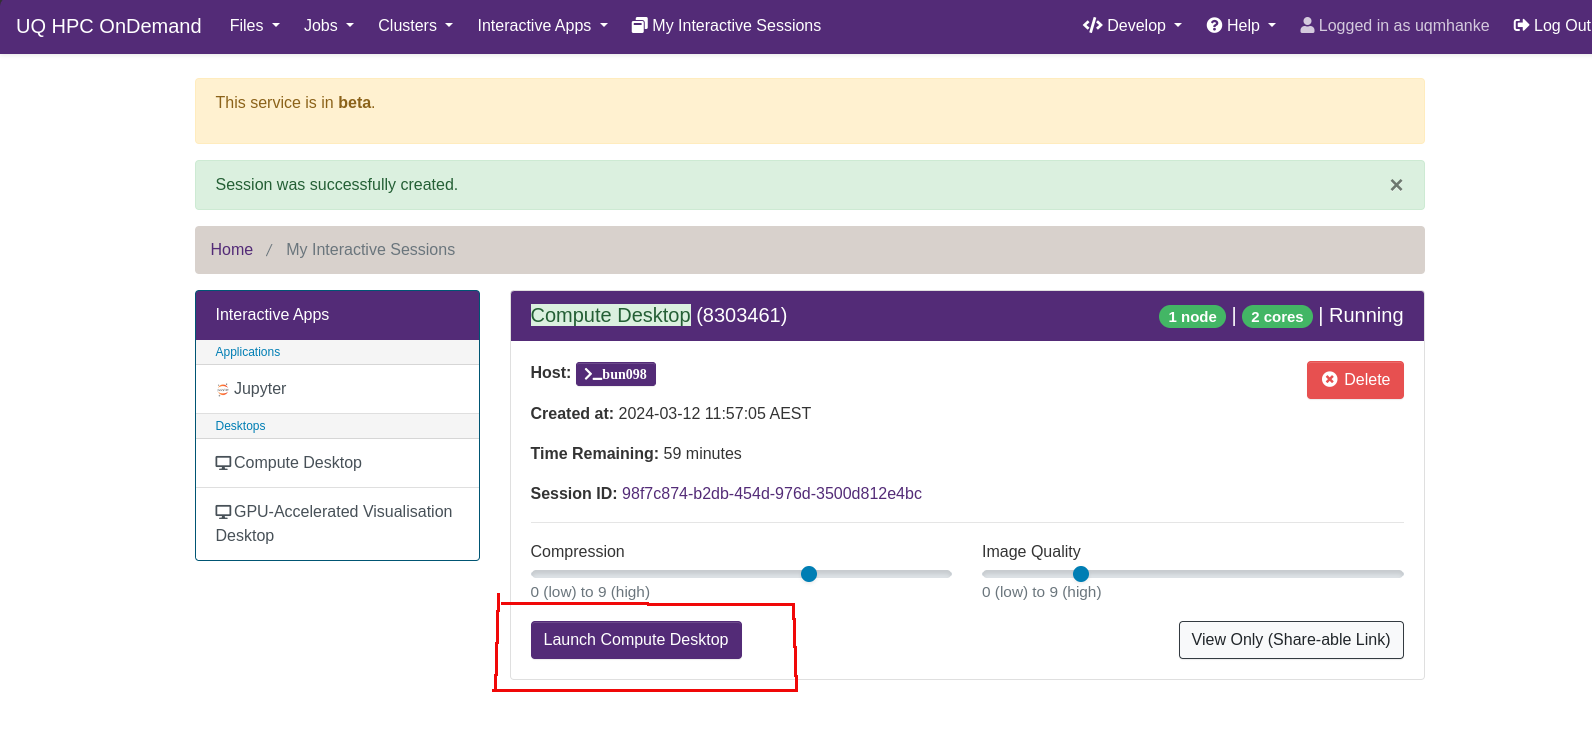 UQ HPC OnDemand Files Jobs Clusters Interactive Apps My Interactive Sessions Develop Help Logged in as uqmhanke Log Out
This service is in beta.
Session was successfully created. ×
Home / My Interactive Sessions
Interactive Apps
Applications
Jupyter
Desktops
Compute Desktop
GPU-Accelerated Visualisation
Desktop
Compute Desktop (8303461) 1 node | 2 cores | Running
Host: >_bun098 Delete
Created at: 2024-03-12 11:57:05 AEST
Time Remaining: 59 minutes
Session ID: 98f7c874-b2db-454d-976d-3500d812e4bc
Compression Image Quality
0 (low) to 9 (high) 0 (low) to 9 (high)
Launch Compute Desktop View Only (Share-able Link)